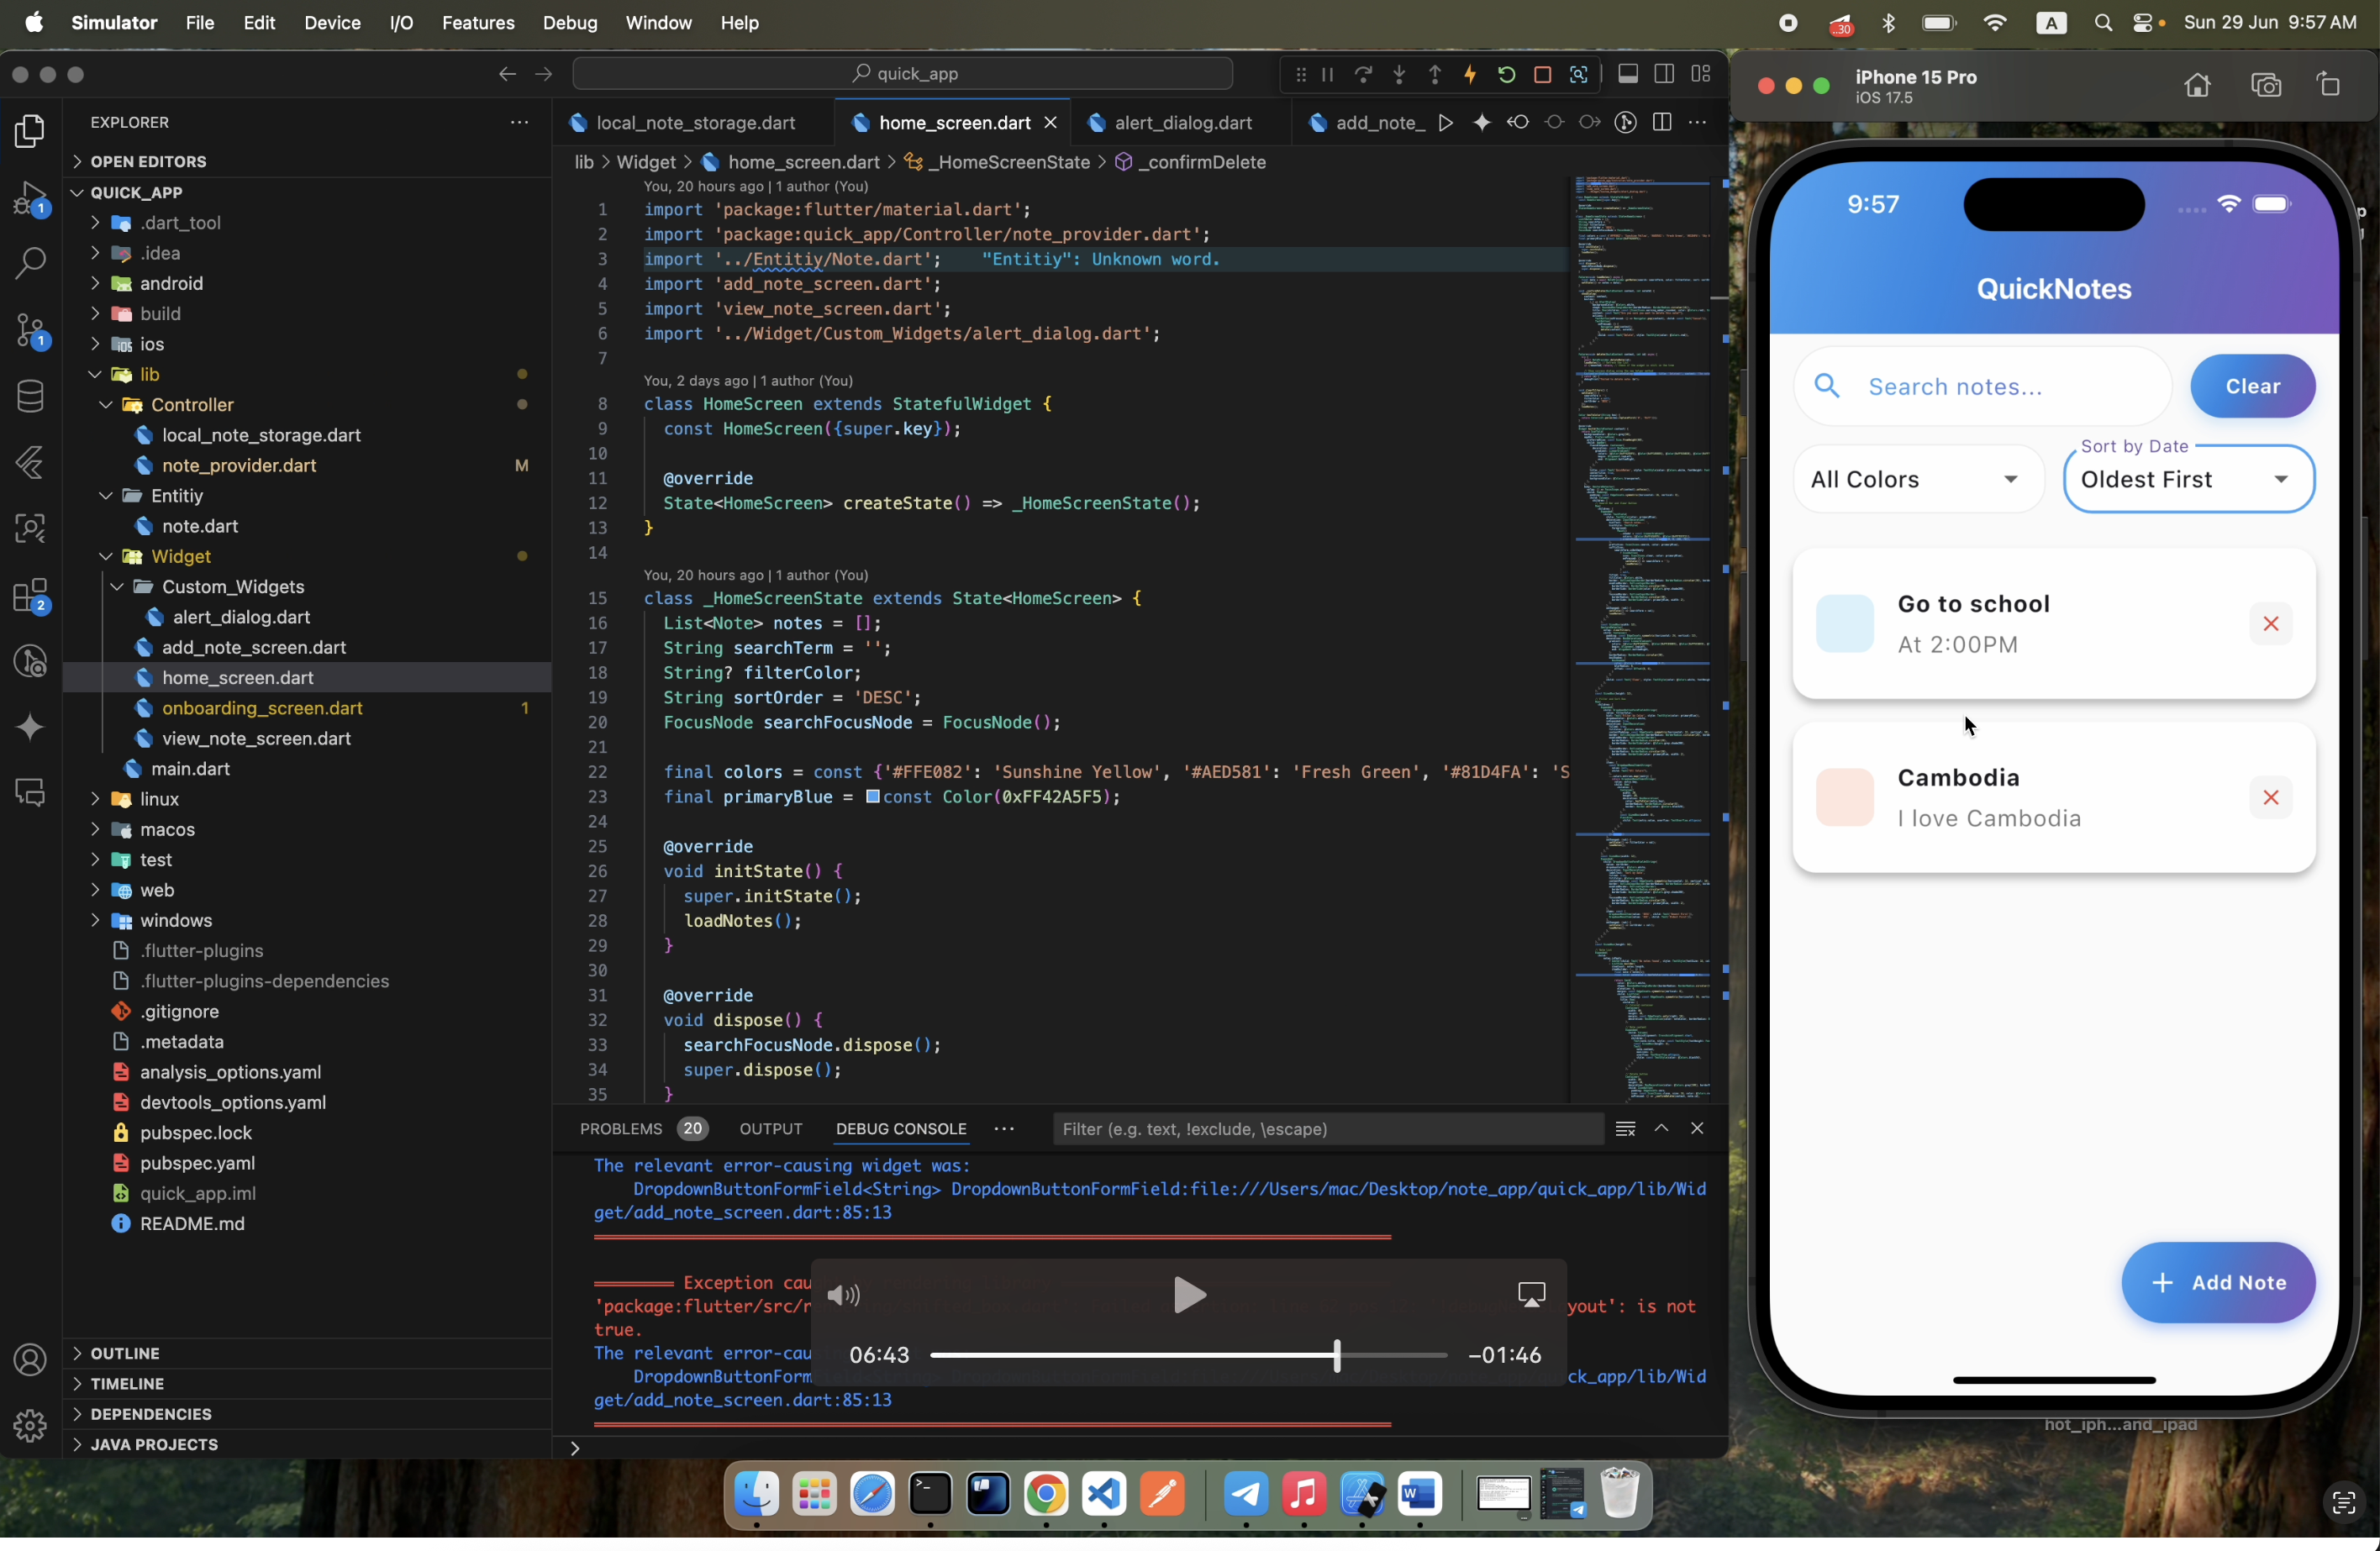 Simulator File Edit Device I/O Features Debug Window Help
..30
A
Sun 29 Jun 9:57 AM
quick_app
EXPLORER
OPEN EDITORS
QUICK_APP
.dart_tool
.idea
android
build
ios
lib
Controller
local_note_storage.dart
note_provider.dart M
Entitiy
note.dart
Widget
Custom_Widgets
alert_dialog.dart
add_note_screen.dart
home_screen.dart
onboarding_screen.dart 1
view_note_screen.dart
main.dart
linux
macos
test
web
windows
.flutter-plugins
.flutter-plugins-dependencies
.gitignore
.metadata
analysis_options.yaml
devtools_options.yaml
pubspec.lock
pubspec.yaml
quick_app.iml
README.md
OUTLINE
TIMELINE
DEPENDENCIES
JAVA PROJECTS
1
1
2
local_note_storage.dart home_screen.dart alert_dialog.dart add_note_
lib > Widget > home_screen.dart > _HomeScreenState > _confirmDelete
You, 20 hours ago | 1 author (You)
1 import 'package:flutter/material.dart';
2 import 'package:quick_app/Controller/note_provider.dart';
3 import '../Entitiy/Note.dart'; "Entitiy": Unknown word.
4 import 'add_note_screen.dart';
5 import 'view_note_screen.dart';
6 import '../Widget/Custom_Widgets/alert_dialog.dart';
7
You, 2 days ago | 1 author (You)
8 class HomeScreen extends StatefulWidget {
9 const HomeScreen({super.key});
10
11 @override
12 State<HomeScreen> createState() => _HomeScreenState();
13 }
14
You, 20 hours ago | 1 author (You)
15 class _HomeScreenState extends State<HomeScreen> {
16 List<Note> notes = [];
17 String searchTerm = '';
18 String? filterColor;
19 String sortOrder = 'DESC';
20 FocusNode searchFocusNode = FocusNode();
21
22 final colors = const {'#FFE082': 'Sunshine Yellow', '#AED581': 'Fresh Green', '#81D4FA': 'S
23 final primaryBlue = const Color(0xFF42A5F5);
24
25 @override
26 void initState() {
27 super.initState();
28 loadNotes();
29 }
30
31 @override
32 void dispose() {
33 searchFocusNode.dispose();
34 super.dispose();
35 }
PROBLEMS 20 OUTPUT DEBUG CONSOLE
Filter (e.g. text, !exclude, \escape)
The relevant error-causing widget was:
DropdownButtonFormField<String> DropdownButtonFormField:file:///Users/mac/Desktop/note_app/quick_app/lib/Wid
get/add_note_screen.dart:85:13
Exception cau
'package:flutter/src/r yout': is not
true.
The relevant error-cau
DropdownButtonForm ck_app/lib/Wid
get/add_note_screen.dart:85:13
06:43 -01:46
iPhone 15 Pro
iOS 17.5
9:57
QuickNotes
Search notes...
Clear
Sort by Date
All Colors
Oldest First
Go to school
At 2:00PM
Cambodia
I love Cambodia
+ Add Note
hot_iph...and_ipad